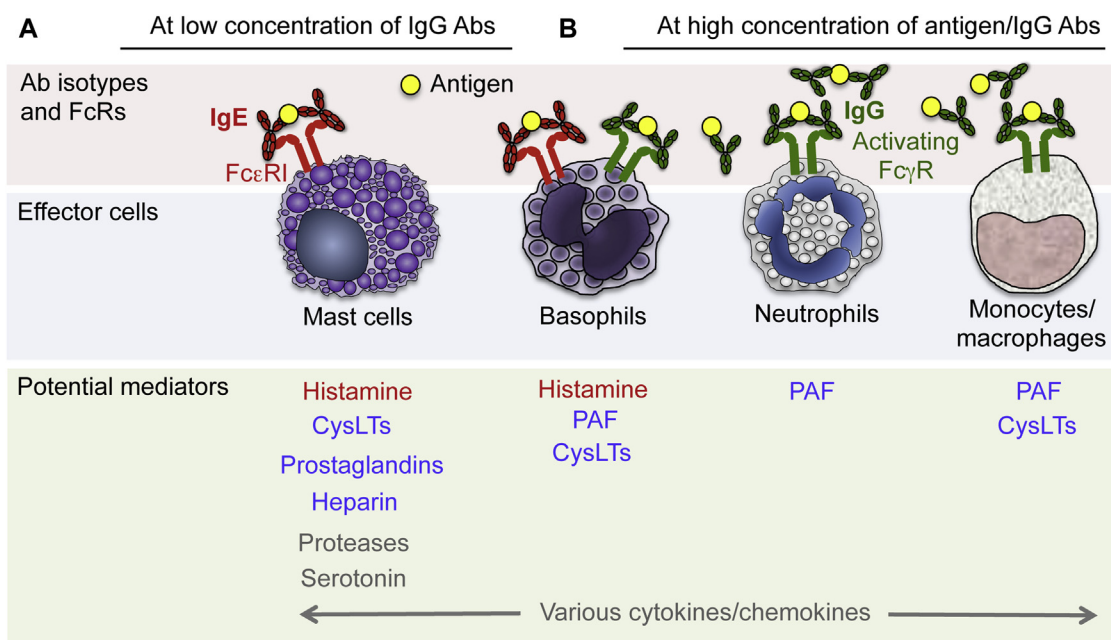 A
At low concentration of IgG Abs
B
At high concentration of antigen/IgG Abs
Ab isotypes
and FcRs
Antigen
IgE
FcεRI
IgG
Activating
FcγR
Effector cells
Mast cells
Basophils
Neutrophils
Monocytes/
macrophages
Potential mediators
Histamine
CysLTs
Prostaglandins
Heparin
Proteases
Serotonin
Histamine
PAF
CysLTs
PAF
PAF
CysLTs
Various cytokines/chemokines